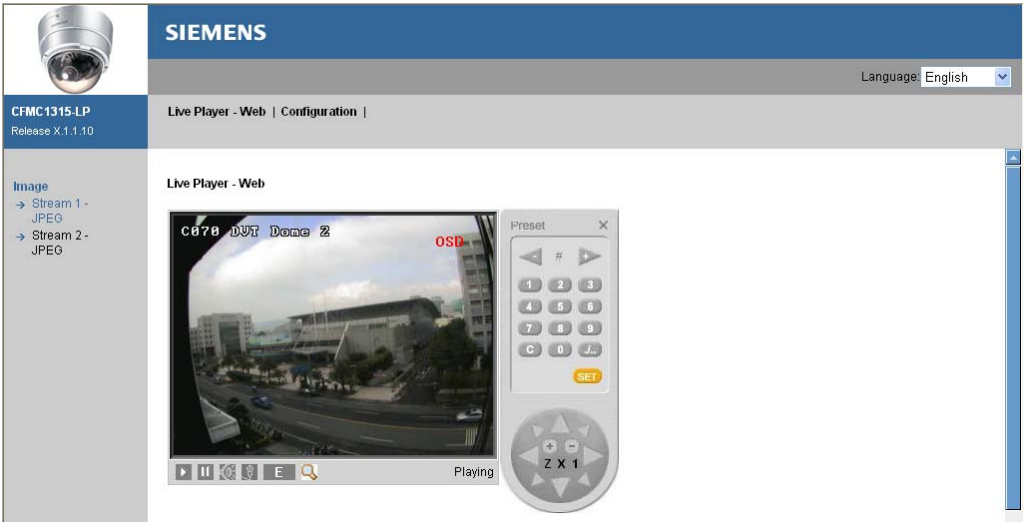 SIEMENS
Language: English
CFMC1315-LP
Release X.1.1.10
Live Player - Web | Configuration |
Image
→ Stream 1 -
JPEG
→ Stream 2 -
JPEG
Live Player - Web
C070 DVT Dome 2
OSD
E
Playing
Preset X
- # +
1 2 3
4 5 6
7 8 9
C 0 ./..
SET
+ -
Z X 1